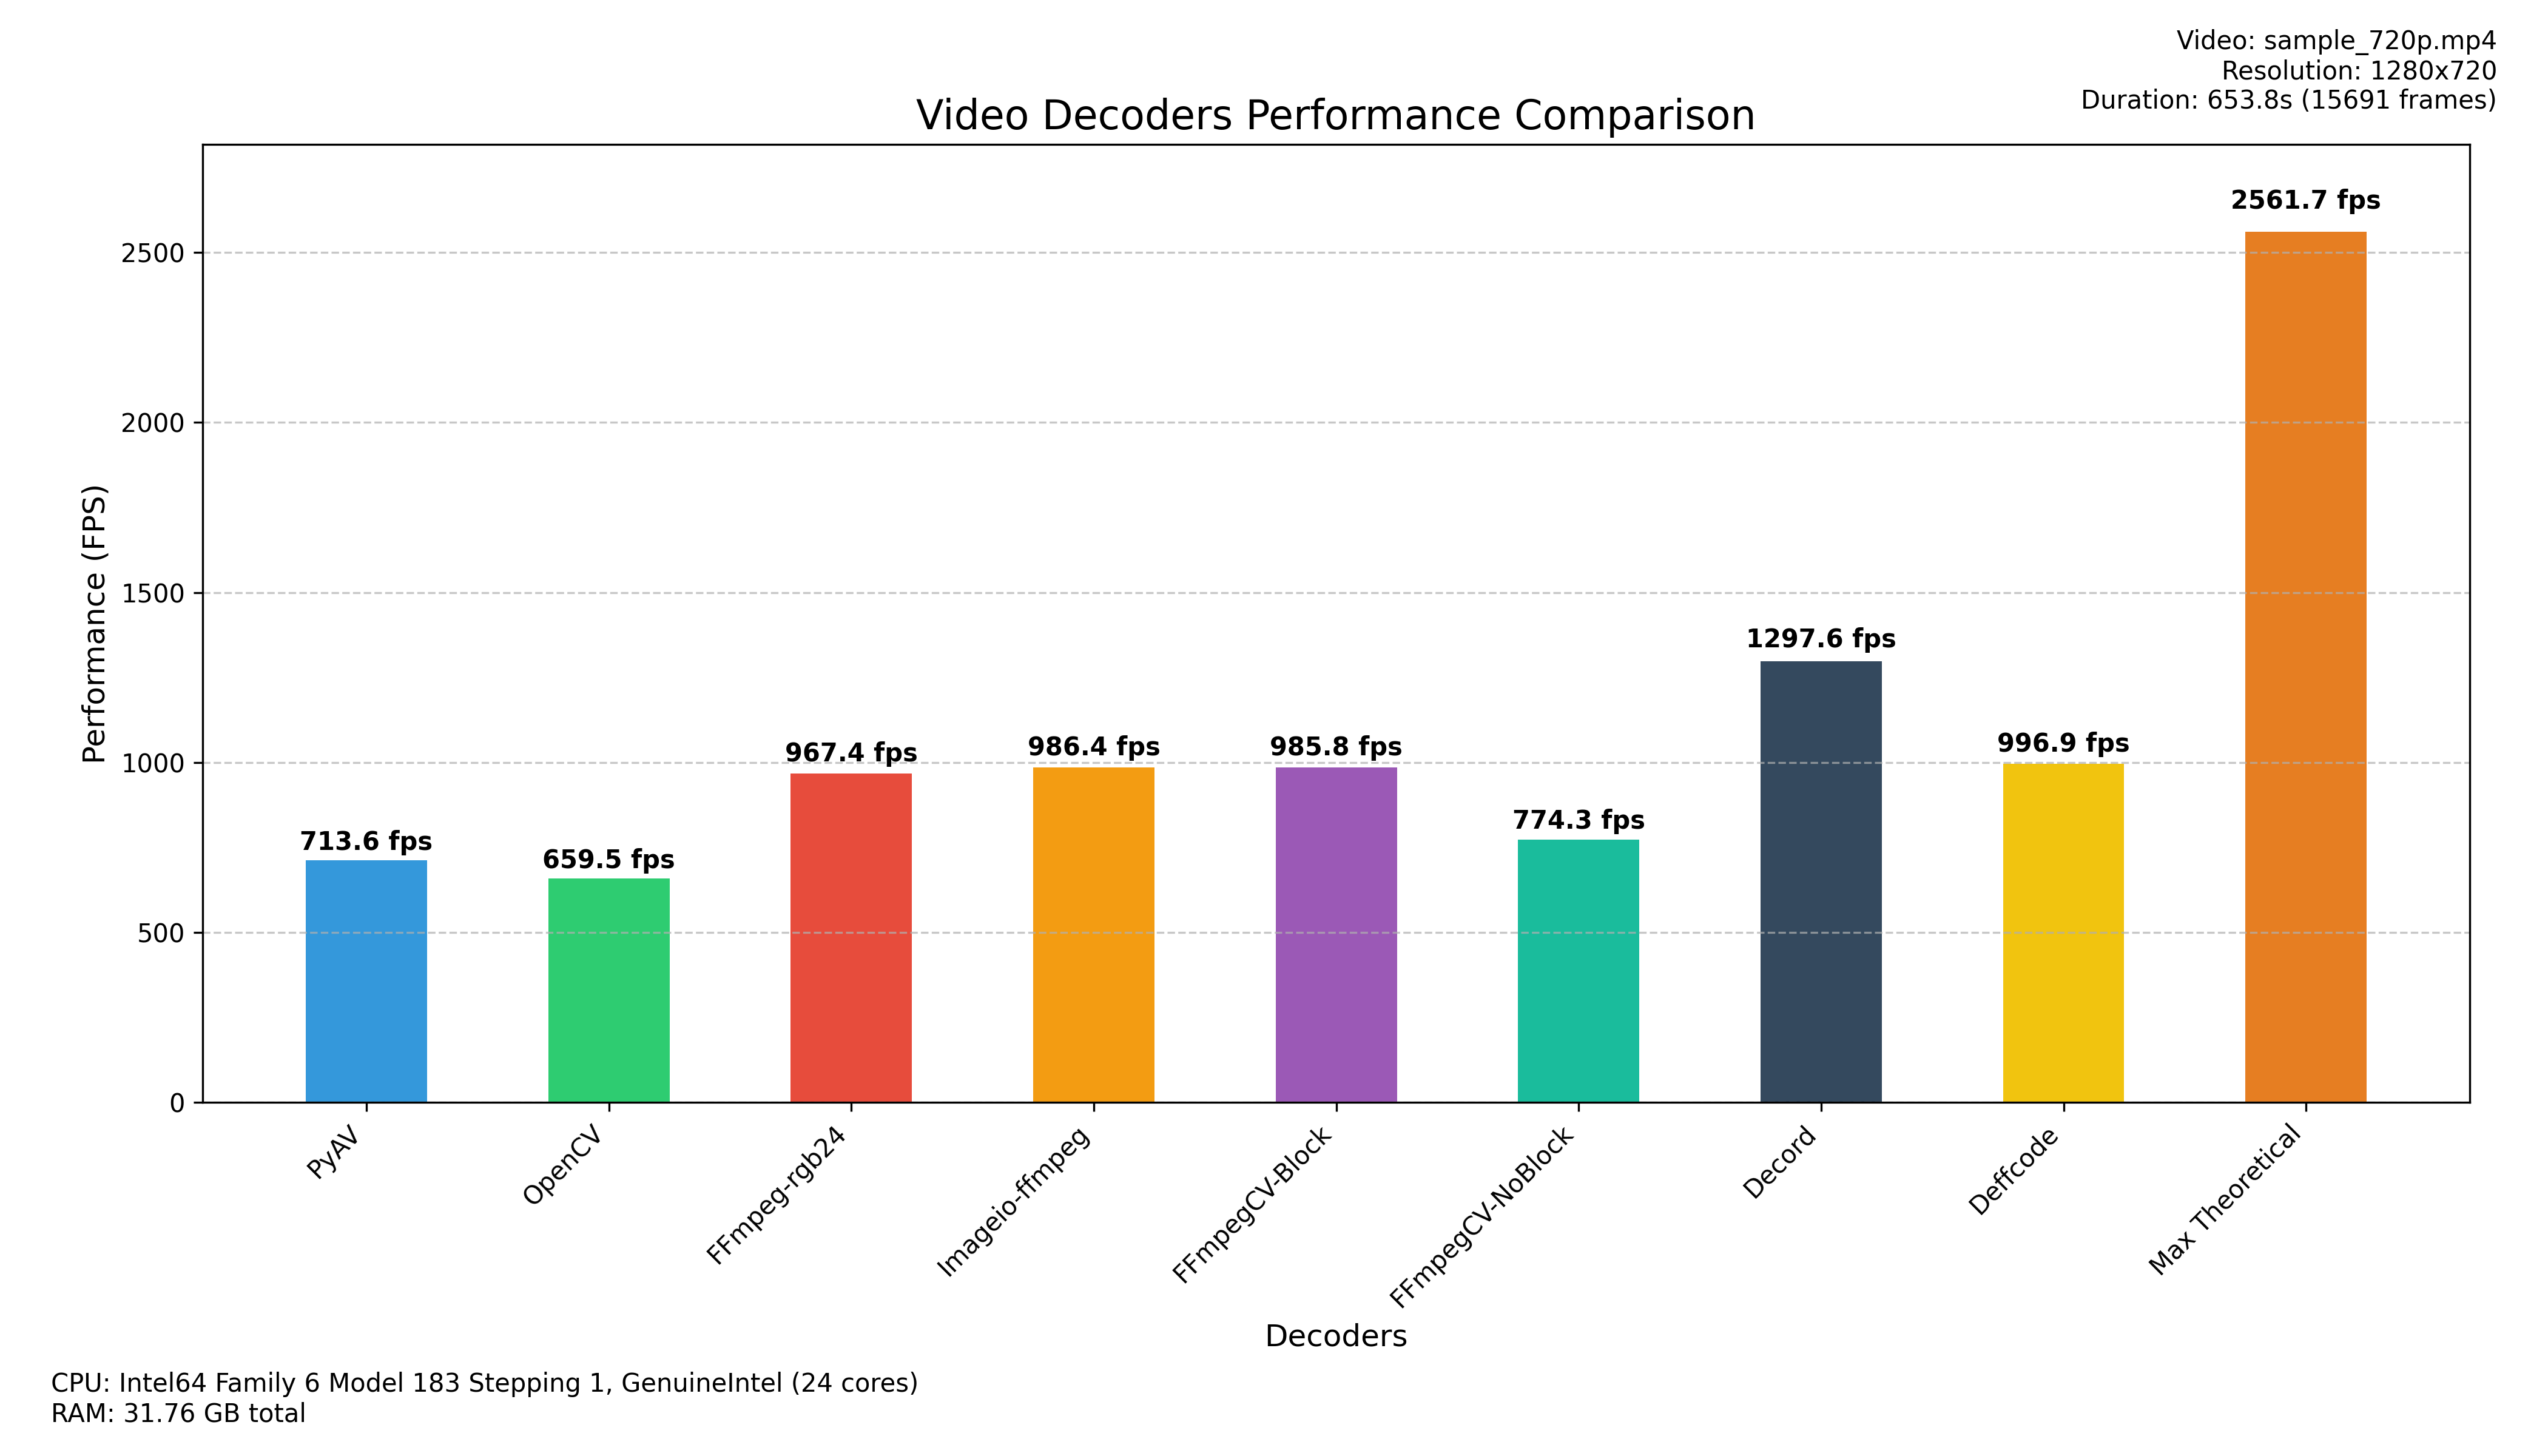 Video: sample_720p.mp4
Resolution: 1280x720
Duration: 653.8s (15691 frames)
Video Decoders Performance Comparison
Performance (FPS)
2500
2000
1500
1000
500
0
713.6 fps
659.5 fps
967.4 fps
986.4 fps
985.8 fps
774.3 fps
1297.6 fps
996.9 fps
2561.7 fps
PyAV
OpenCV
FFmpeg-rgb24
Imageio-ffmpeg
FFmpegCV-Block
FFmpegCV-NoBlock
Decord
Deffcode
Max Theoretical
Decoders
CPU: Intel64 Family 6 Model 183 Stepping 1, GenuineIntel (24 cores)
RAM: 31.76 GB total